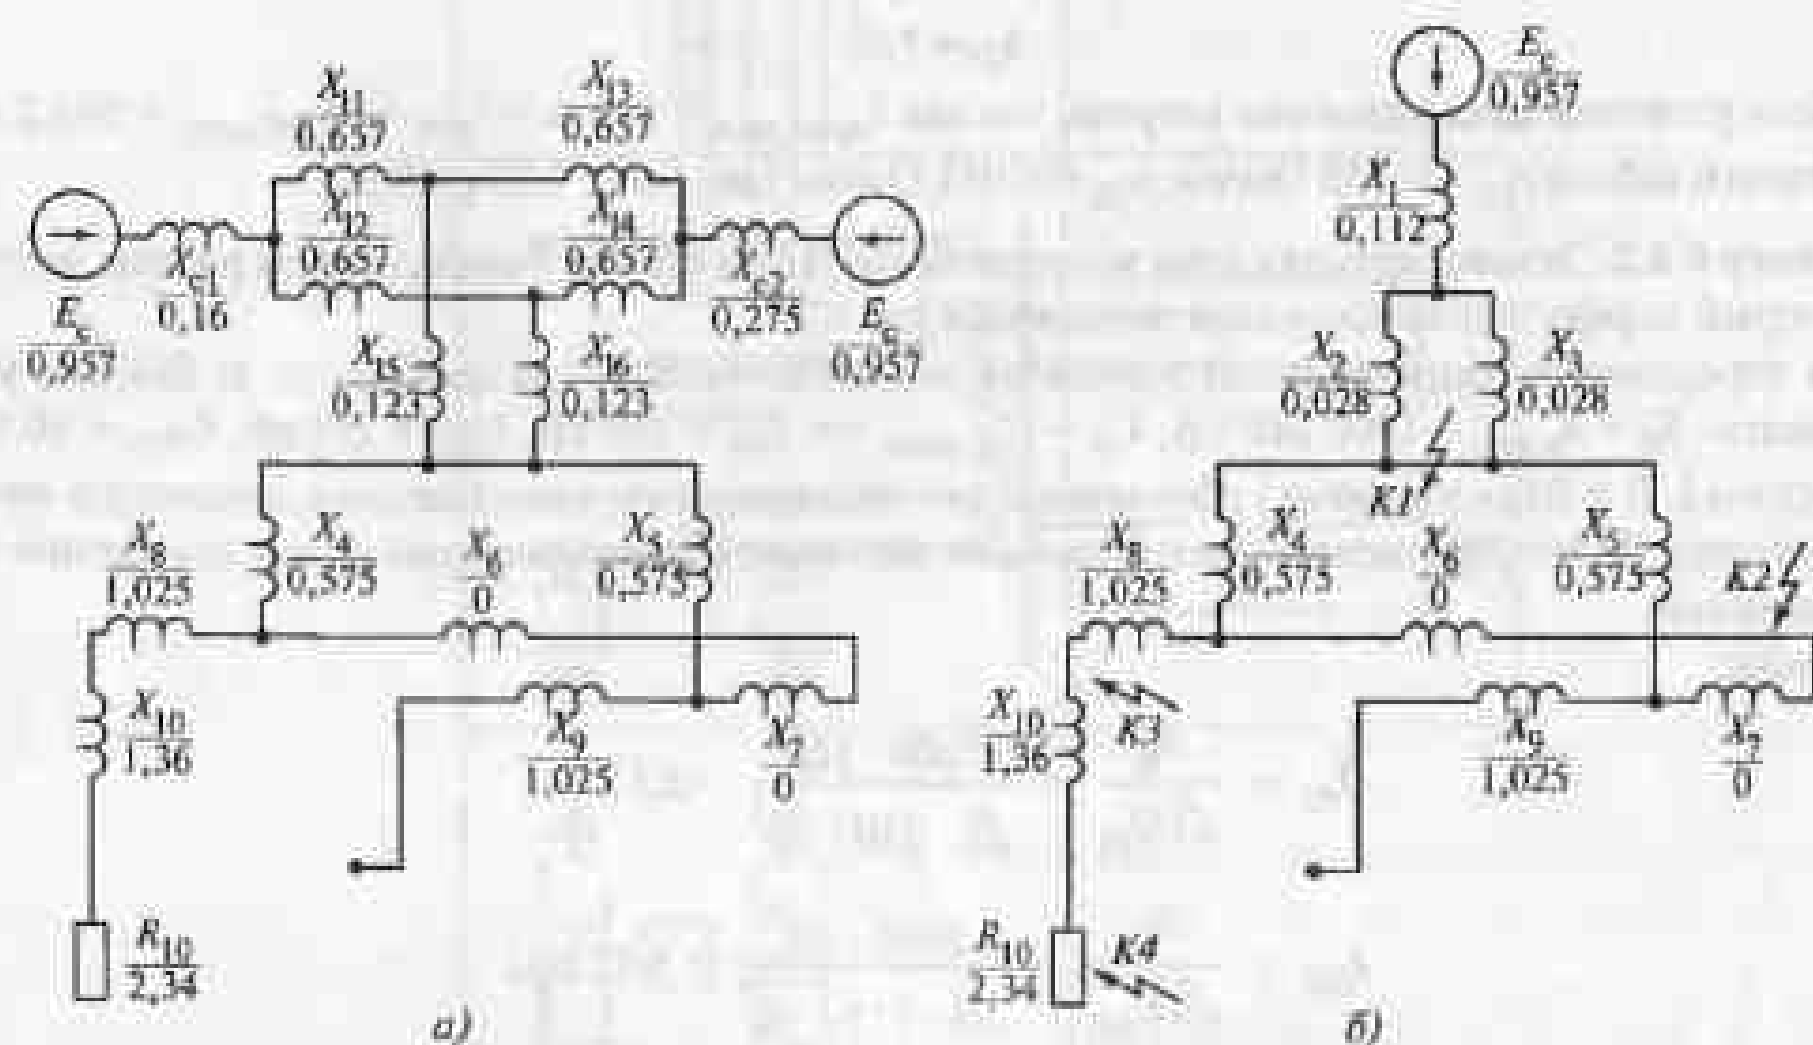 X11
0,657
X13
0,657
X12
0,657
X14
0,657
Xc1
0,16
Xc2
0,275
Ec
0,957
Ec
0,957
X15
0,123
X16
0,123
X8
1,025
X4
0,575
X6
0
X5
0,575
X10
1,36
X9
1,025
X7
0
R10
2,34
а)
Ec
0,957
X1
0,112
X2
0,028
X3
0,028
K1
X8
1,025
X4
0,575
X6
0
X5
0,575
K2
X10
1,36
K3
X9
1,025
X7
0
R10
2,34
K4
б)